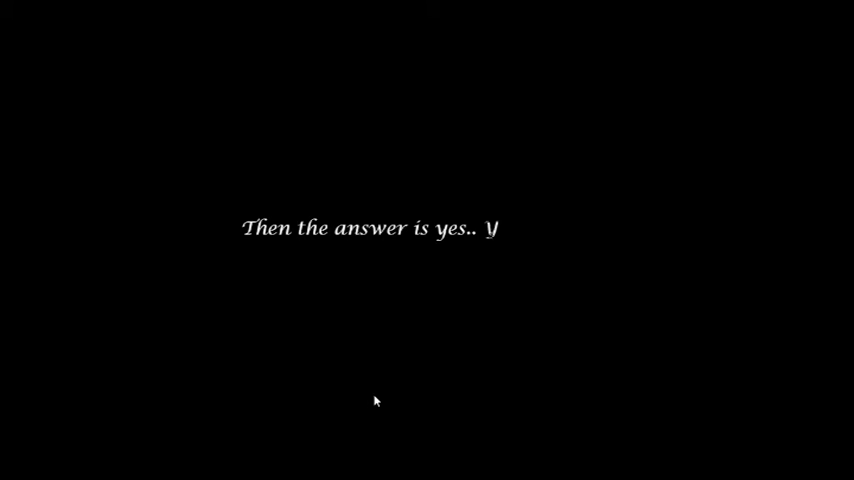 Then the answer is yes.. y